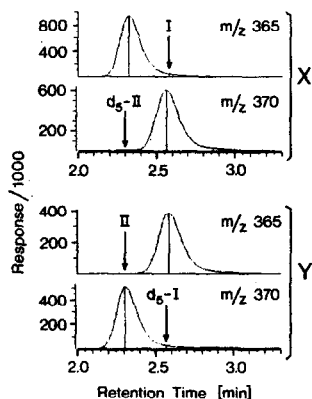 800
400
I
m/z 365
X
600
400
200
d₅-II
m/z 370
2.0
2.5
3.0
Response/1000
400
200
II
m/z 365
Y
400
200
d₅-I
m/z 370
2.0
2.5
3.0
Retention Time [min]